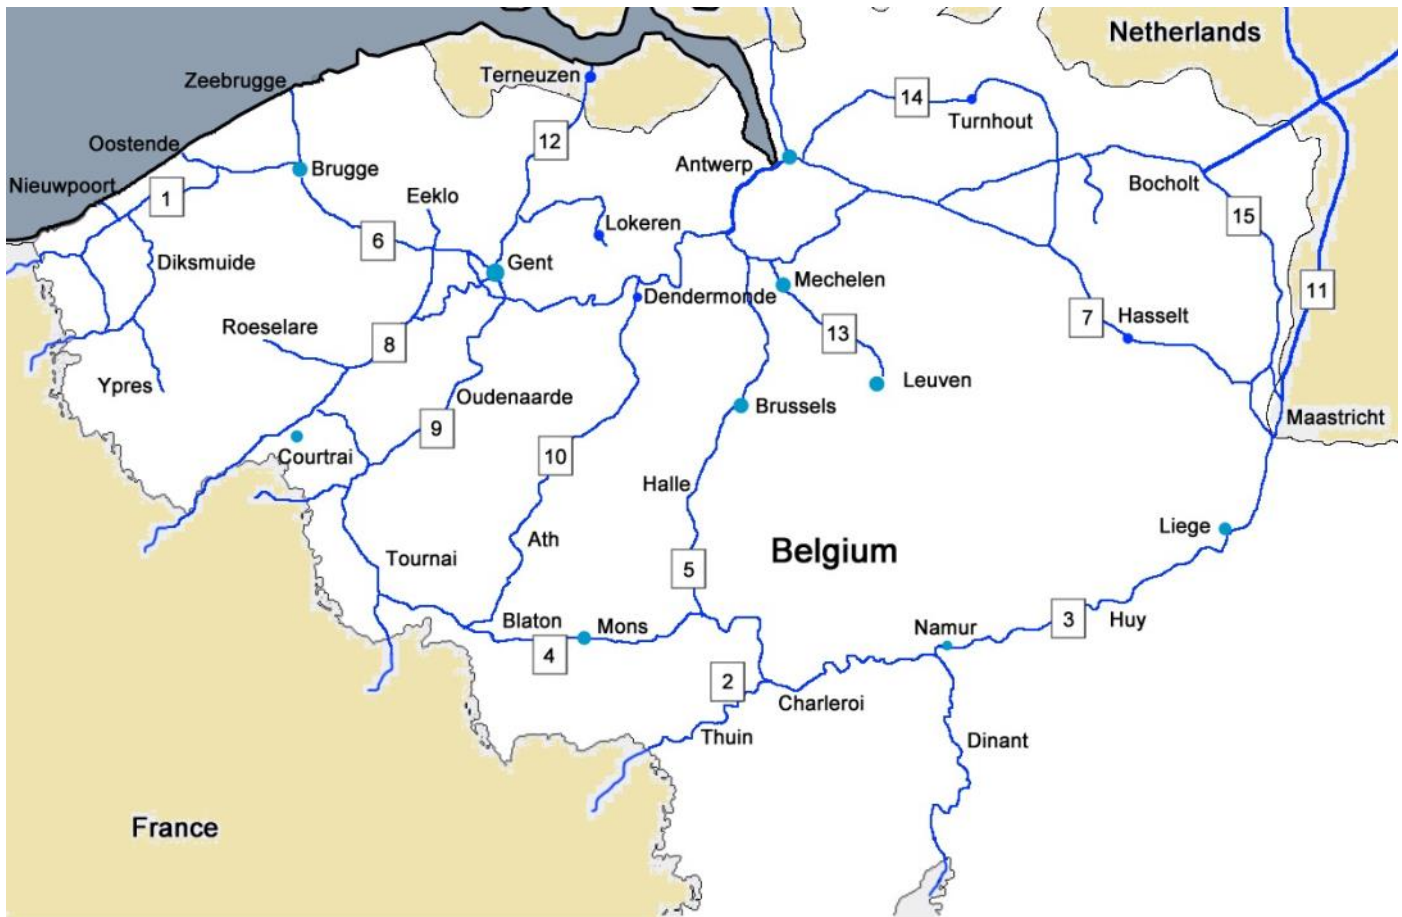 Netherlands
Zeebrugge
Terneuzen
14
Turnhout
12
Oostende
Brugge
Antwerp
Nieuwpoort
1
Eeklo
Bocholt
15
Lokeren
6
Diksmuide
Gent
Mechelen
Dendermonde
11
Roeselare
8
13
7
Hasselt
Ypres
Oudenaarde
Leuven
Brussels
Maastricht
9
Courtrai
10
Halle
Liege
Ath
Belgium
Tournai
5
Blaton
Mons
4
Namur
3
Huy
2
Charleroi
Thuin
Dinant
France